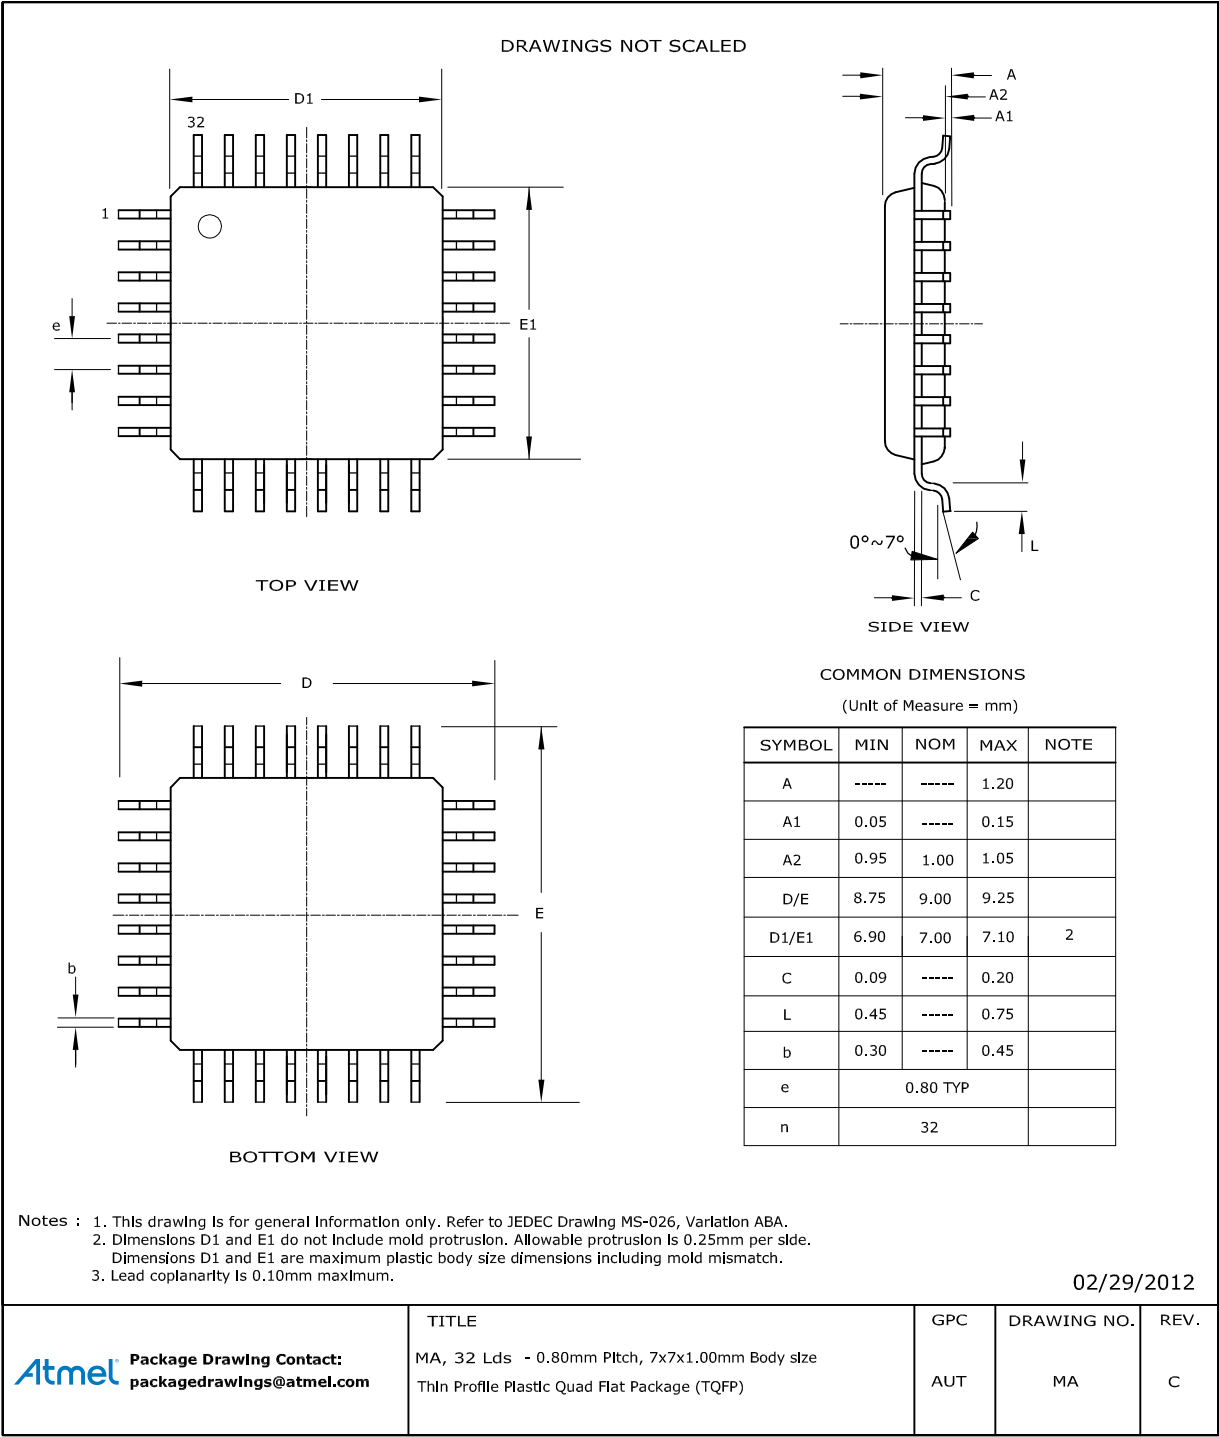 DRAWINGS NOT SCALED
D1
32
1
e
E1
TOP VIEW
A
A2
A1
0°~7°
L
C
SIDE VIEW
D
E
b
BOTTOM VIEW
COMMON DIMENSIONS
(Unit of Measure = mm)
SYMBOL MIN NOM MAX NOTE
A ----- ----- 1.20
A1 0.05 ----- 0.15
A2 0.95 1.00 1.05
D/E 8.75 9.00 9.25
D1/E1 6.90 7.00 7.10 2
C 0.09 ----- 0.20
L 0.45 ----- 0.75
b 0.30 ----- 0.45
e 0.80 TYP
n 32
Notes : 1. This drawing is for general information only. Refer to JEDEC Drawing MS-026, Variation ABA.
2. Dimensions D1 and E1 do not include mold protrusion. Allowable protrusion is 0.25mm per side.
Dimensions D1 and E1 are maximum plastic body size dimensions including mold mismatch.
3. Lead coplanarity is 0.10mm maximum.
02/29/2012
Atmel
Package Drawing Contact:
packagedrawings@atmel.com
TITLE
MA, 32 Lds - 0.80mm Pitch, 7x7x1.00mm Body size
Thin Profile Plastic Quad Flat Package (TQFP)
GPC
AUT
DRAWING NO.
MA
REV.
C